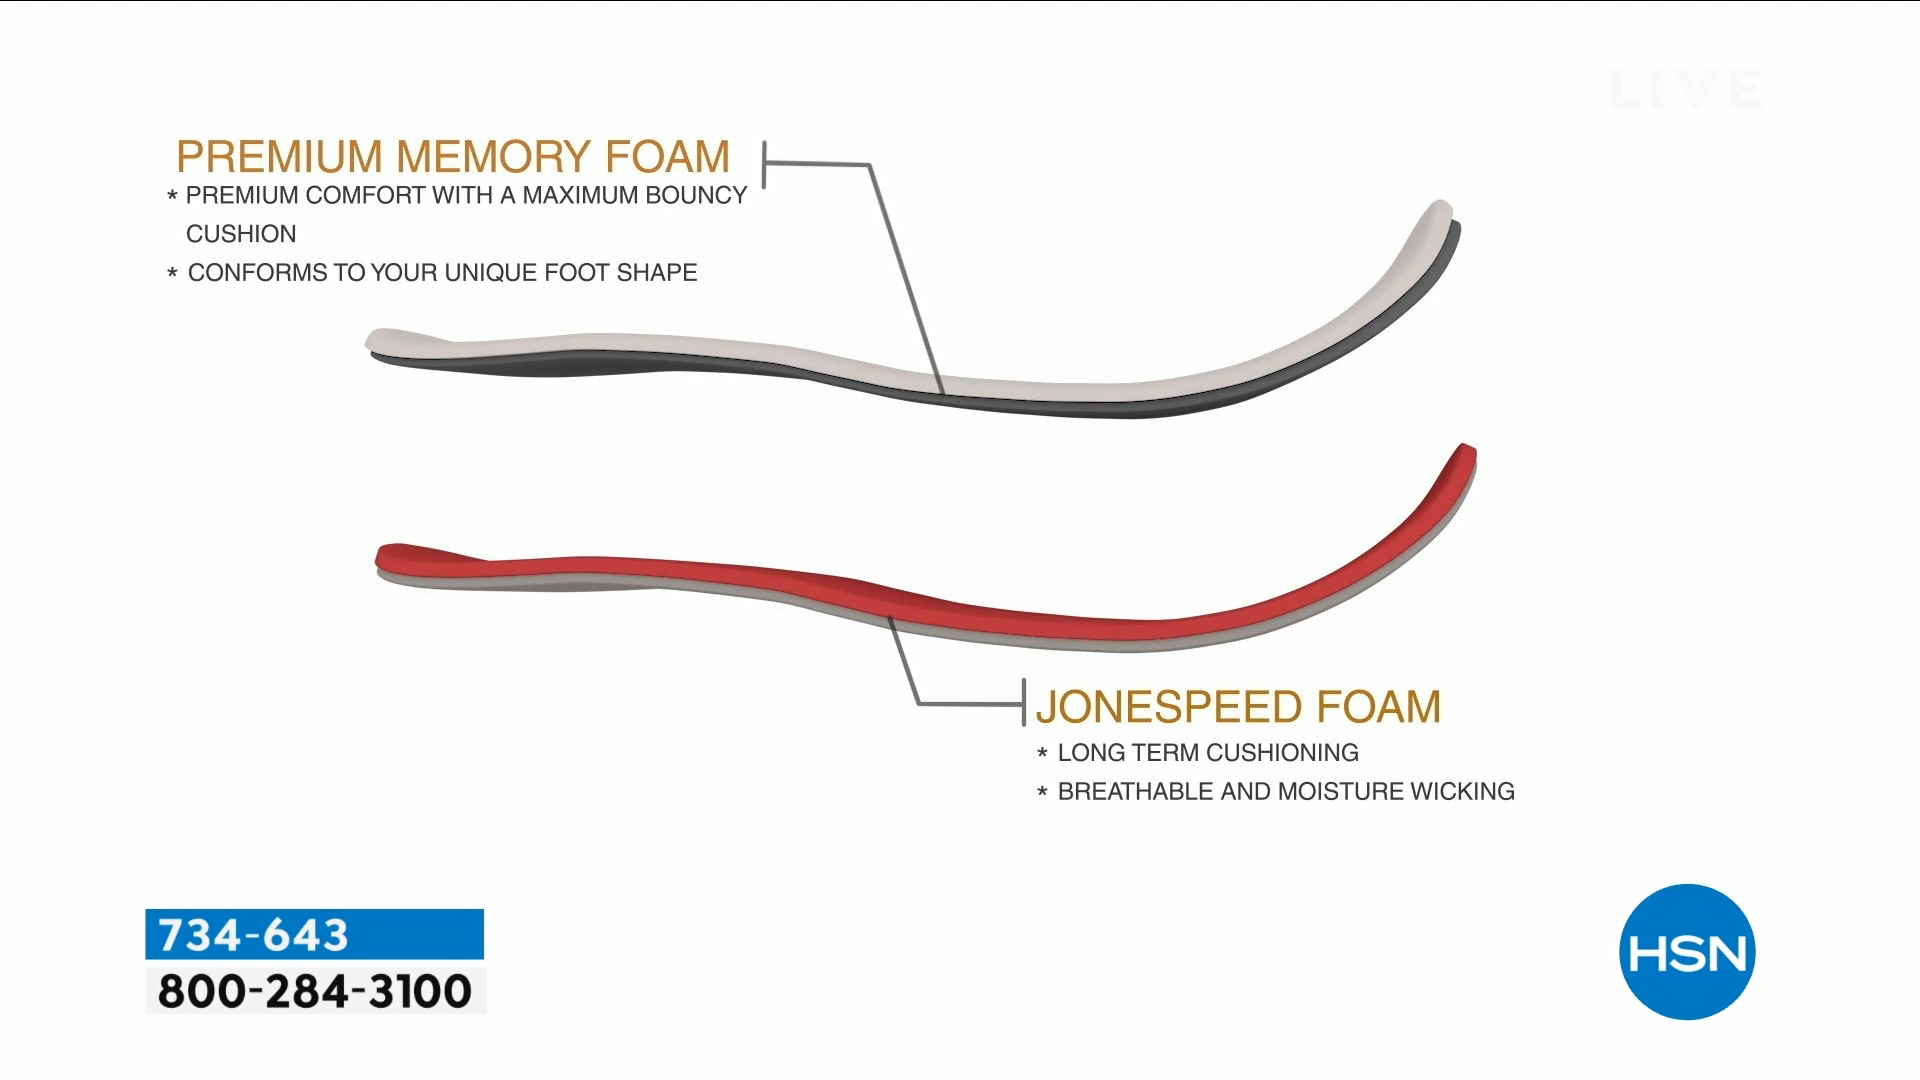 LIVE
PREMIUM MEMORY FOAM
* PREMIUM COMFORT WITH A MAXIMUM BOUNCY
CUSHION
* CONFORMS TO YOUR UNIQUE FOOT SHAPE
JONESPEED FOAM
* LONG TERM CUSHIONING
* BREATHABLE AND MOISTURE WICKING
734-643
800-284-3100
HSN